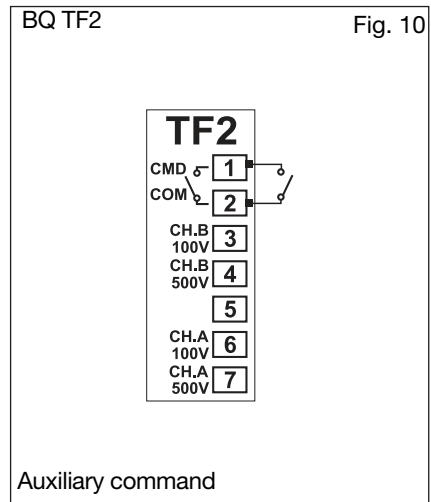 BQ TF2
Fig. 10
TF2
CMD 1
COM 2
CH.B
100V 3
CH.B
500V 4
5
CH.A
100V 6
CH.A
500V 7
Auxiliary command